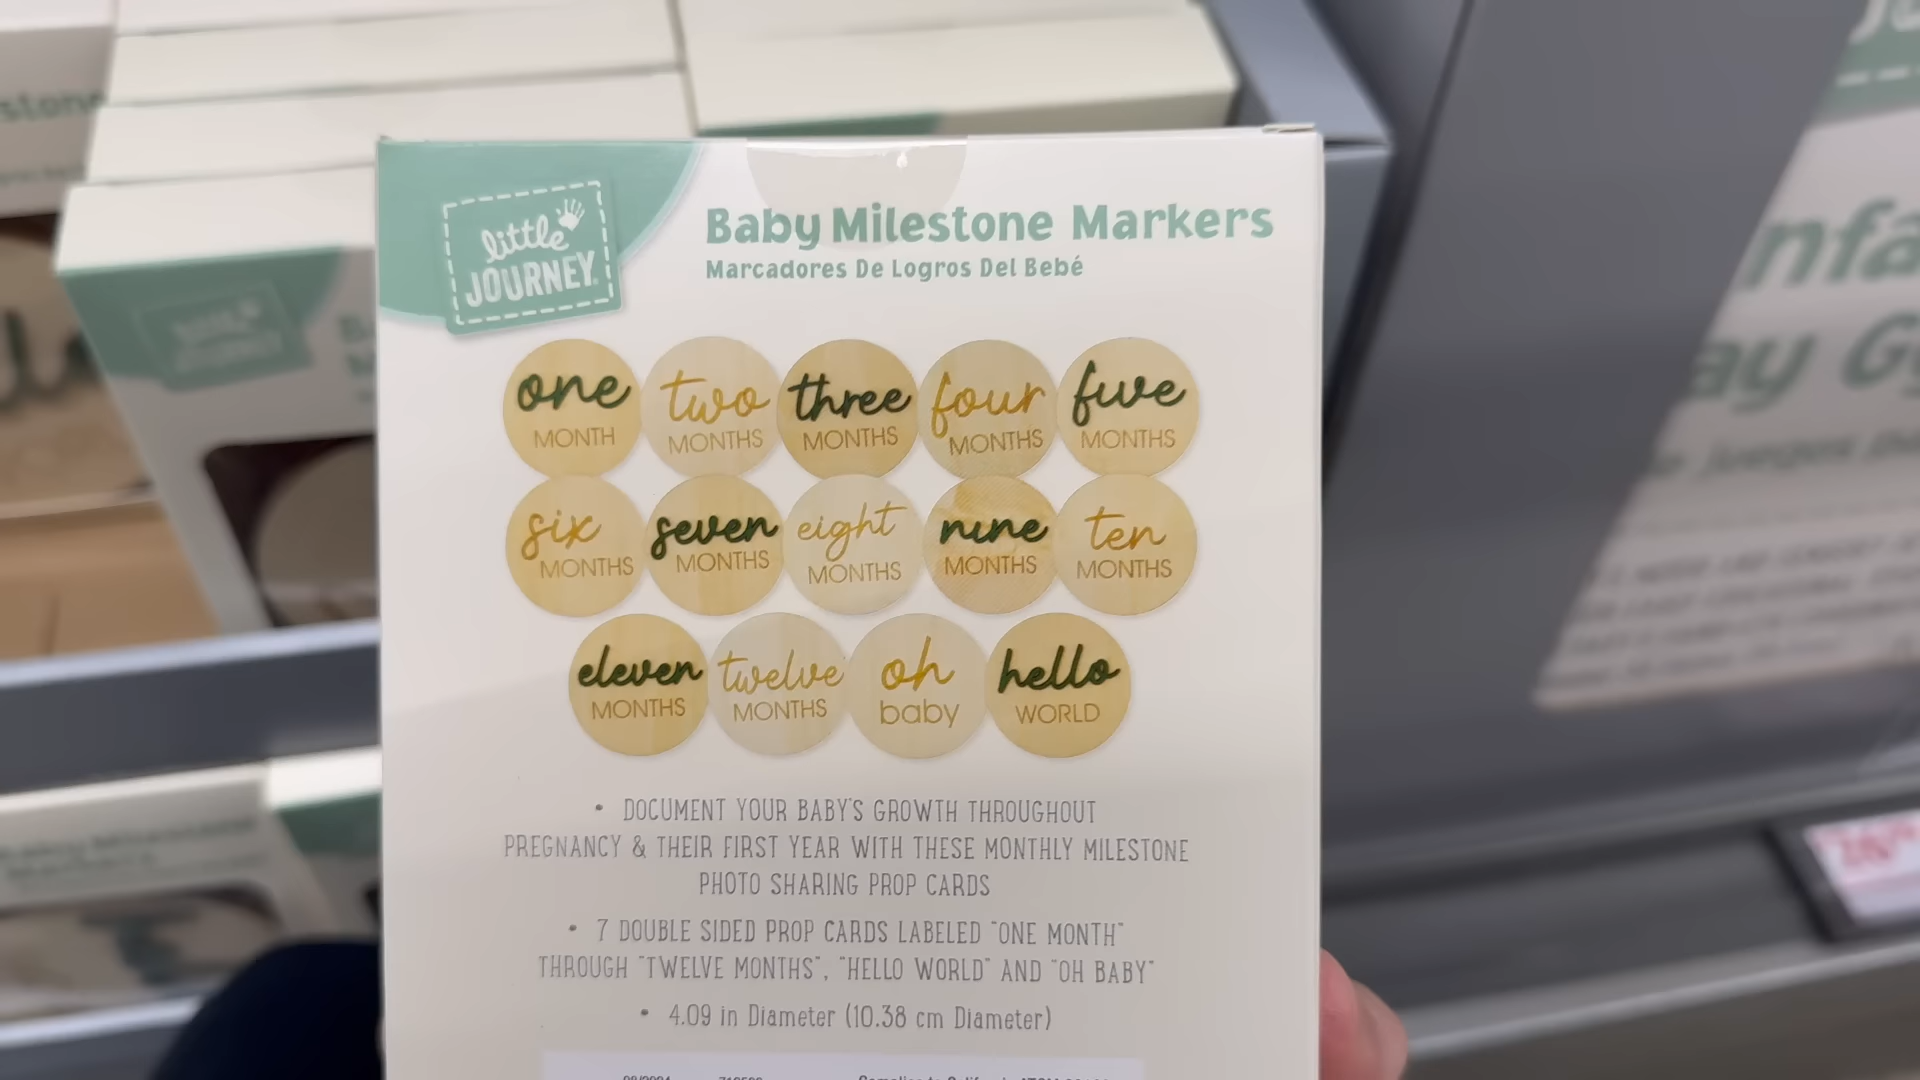 little
JOURNEY
Baby Milestone Markers
Marcadores De Logros Del Bebé
one
MONTH
two
MONTHS
three
MONTHS
four
MONTHS
five
MONTHS
six
MONTHS
seven
MONTHS
eight
MONTHS
nine
MONTHS
ten
MONTHS
eleven
MONTHS
twelve
MONTHS
oh
baby
hello
WORLD
• DOCUMENT YOUR BABY'S GROWTH THROUGHOUT
PREGNANCY & THEIR FIRST YEAR WITH THESE MONTHLY MILESTONE
PHOTO SHARING PROP CARDS
• 7 DOUBLE SIDED PROP CARDS LABELED "ONE MONTH"
THROUGH "TWELVE MONTHS", "HELLO WORLD" AND "OH BABY"
• 4.09 in Diameter (10.38 cm Diameter)